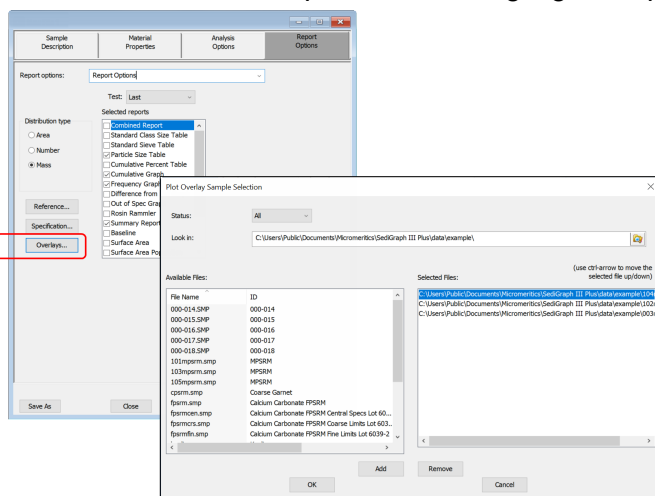 Sample Description
Material Properties
Analysis Options
Report Options
Report options:
Report Options
Test: Last
Selected reports
Distribution type
Area
Number
Mass
Combined Report
Standard Class Size Table
Standard Sieve Table
Particle Size Table
Cumulative Percent Table
Cumulative Graph
Frequency Graph
Difference from
Out of Spec Grap
Rosin Rammler
Summary Report
Baseline
Surface Area
Surface Area Pop
Reference...
Specification...
Overlays...
Save As
Close
Plot Overlay Sample Selection
Status:
All
Look in:
C:\Users\Public\Documents\Micromeritics\SediGraph III Plus\data\example\
(use ctrl-arrow to move the
selected file up/down)
Available Files:
Selected Files:
File Name ID
000-014.SMP 000-014
000-015.SMP 000-015
000-016.SMP 000-016
000-017.SMP 000-017
000-018.SMP 000-018
101mpsrm.smp MPSRM
103mpsrm.smp MPSRM
105mpsrm.smp MPSRM
cpsrm.smp Coarse Garnet
fpsrm.smp Calcium Carbonate FPSRM
fpsrmcen.smp Calcium Carbonate FPSRM Central Specs Lot 60...
fpsrmcrs.smp Calcium Carbonate FPSRM Coarse Limits Lot 603...
fpsrmfin.smp Calcium Carbonate FPSRM Fine Limits Lot 6039-2
C:\Users\Public\Documents\Micromeritics\SediGraph III Plus\data\example\104
C:\Users\Public\Documents\Micromeritics\SediGraph III Plus\data\example\102
C:\Users\Public\Documents\Micromeritics\SediGraph III Plus\data\example\003
Add
Remove
OK
Cancel